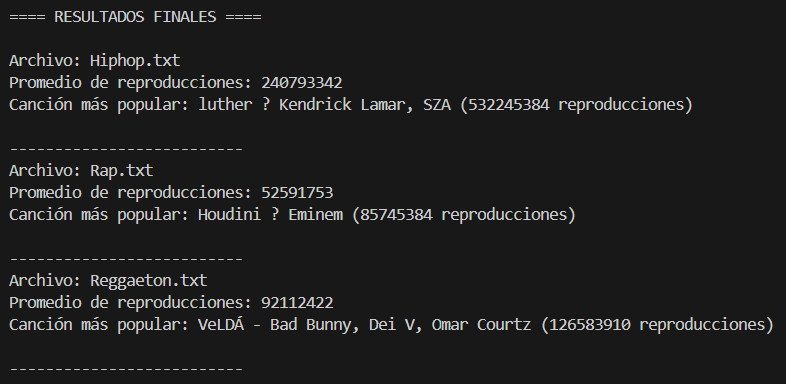 ==== RESULTADOS FINALES ====
Archivo: Hiphop.txt
Promedio de reproducciones: 240793342
Canción más popular: luther ? Kendrick Lamar, SZA (532245384 reproducciones)
--------------------------
Archivo: Rap.txt
Promedio de reproducciones: 52591753
Canción más popular: Houdini ? Eminem (85745384 reproducciones)
--------------------------
Archivo: Reggaeton.txt
Promedio de reproducciones: 92112422
Canción más popular: VeLDÁ - Bad Bunny, Dei V, Omar Courtz (126583910 reproducciones)
--------------------------